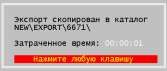 Экспорт скопирован в каталог
NEW\EXPORT\6671\
Затраченное время: 00:00:01
Нажмите любую клавишу